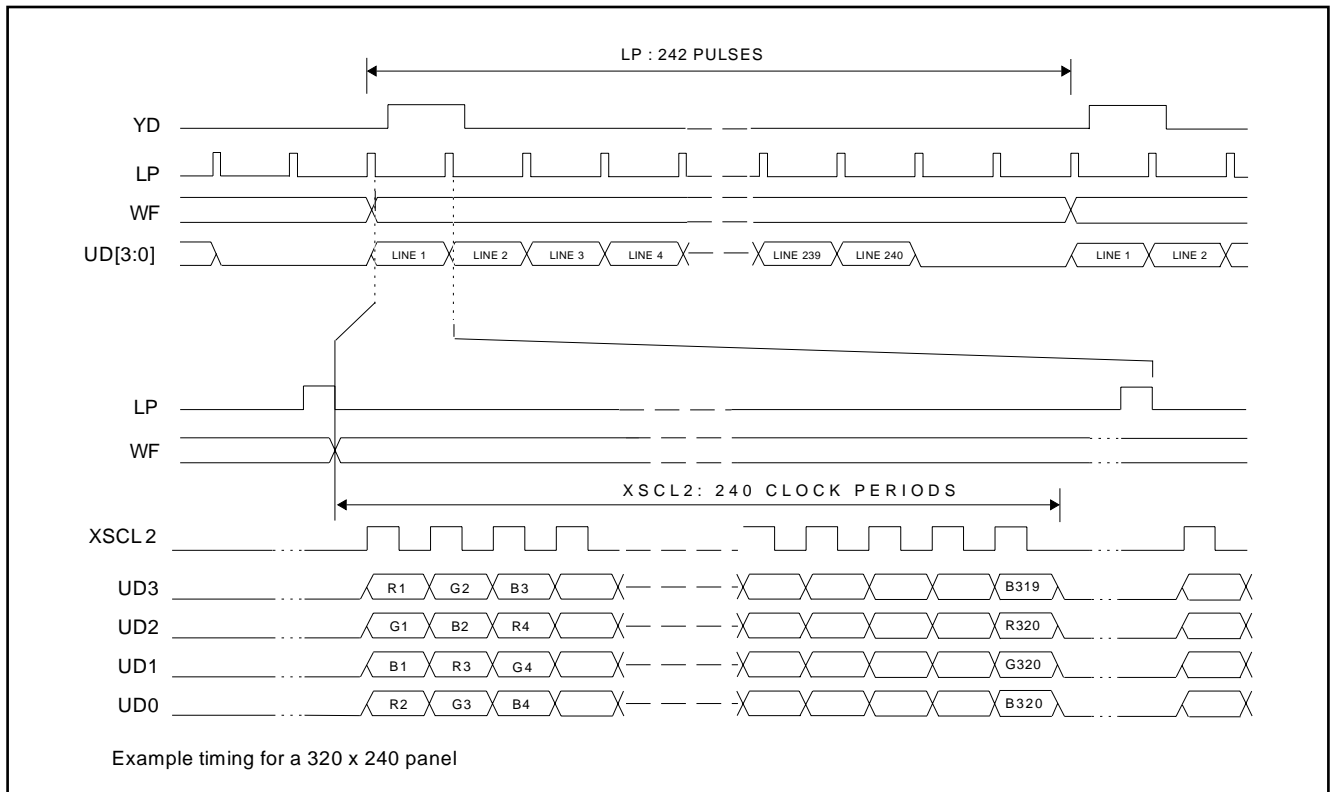 LP : 242 PULSES
YD
LP
WF
UD[3:0] LINE 1 LINE 2 LINE 3 LINE 4 LINE 239 LINE 240 LINE 1 LINE 2
LP
WF
XSCL2: 240 CLOCK PERIODS
XSCL2
UD3 R1 G2 B3 B319
UD2 G1 B2 R4 R320
UD1 B1 R3 G4 G320
UD0 R2 G3 B4 B320
Example timing for a 320 x 240 panel